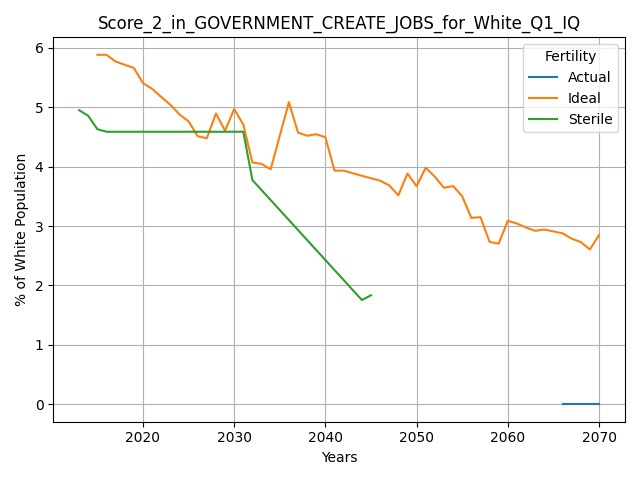 Score_2_in_GOVERNMENT_CREATE_JOBS_for_White_Q1_IQ
Fertility
Actual
Ideal
Sterile
% of White Population
6
5
4
3
2
1
0
2020 2030 2040 2050 2060 2070
Years